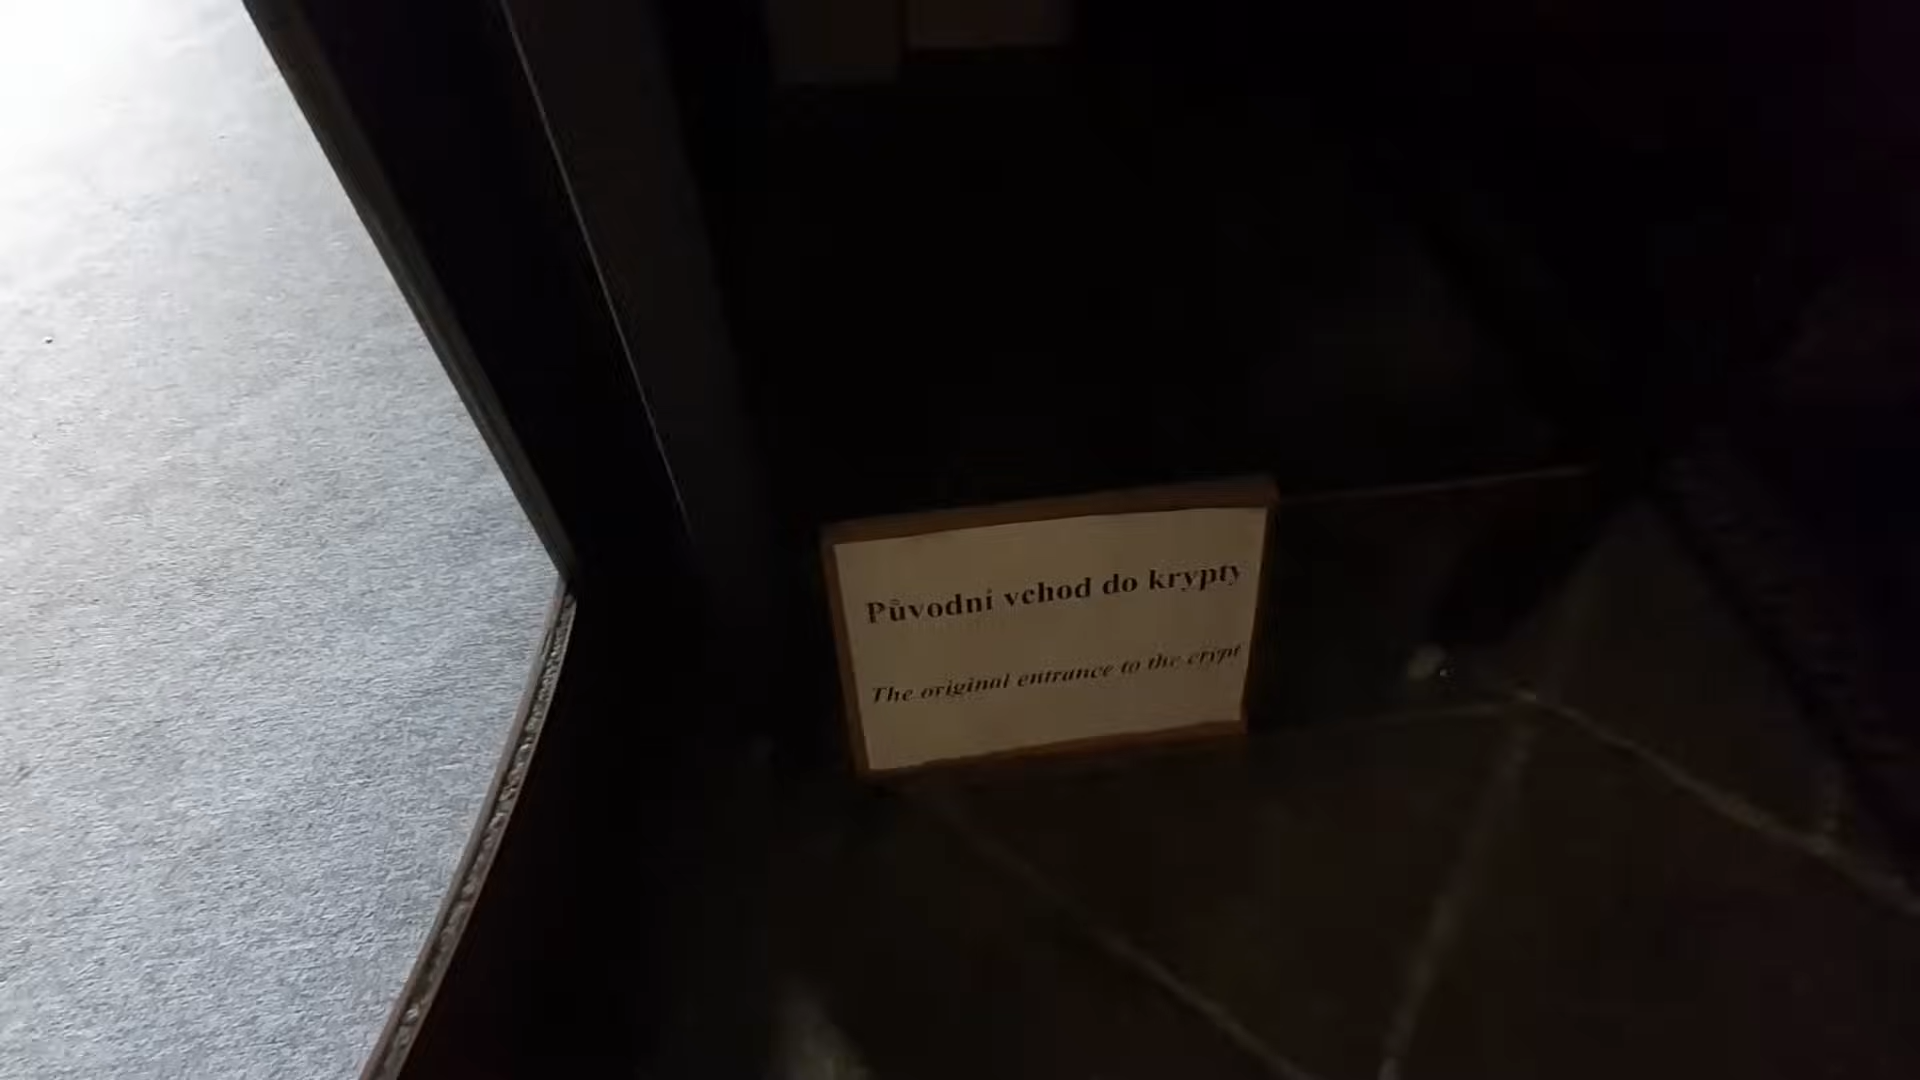 Původní vchod do krypty
The original entrance to the crypt